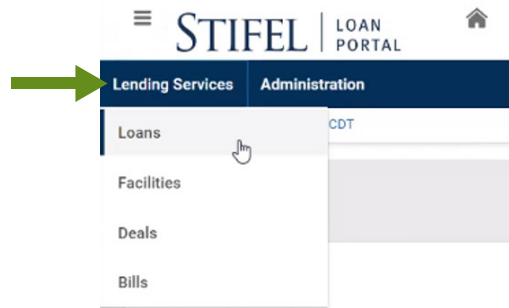 STIFEL | LOAN PORTAL
Lending Services Administration
Loans
CDT
Facilities
Deals
Bills